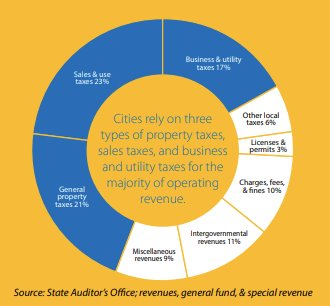 Sales & use
taxes 23%
Business & utility
taxes 17%
Other local
taxes 6%
Licenses &
permits 3%
Charges, fees,
& fines 10%
Intergovernmental
revenues 11%
Miscellaneous
revenues 9%
General
property
taxes 21%
Cities rely on three
types of property taxes,
sales taxes, and business
and utility taxes for the
majority of operating
revenue.
Source: State Auditor's Office; revenues, general fund, & special revenue